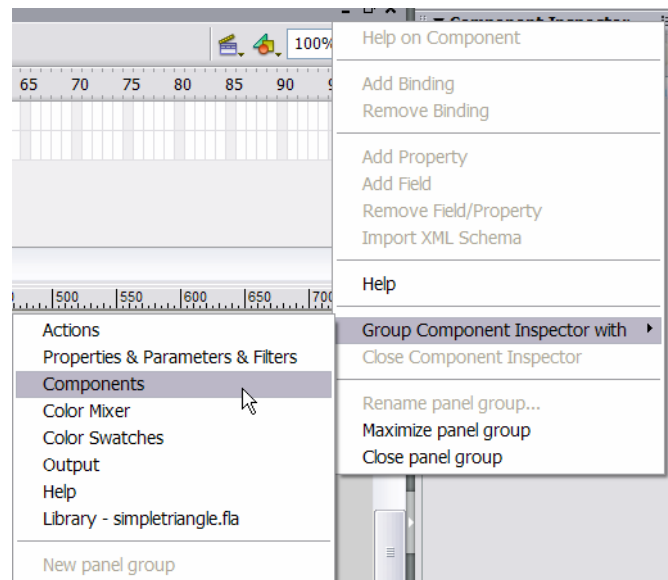 Component Inspector
100%
Help on Component
65 70 75 80 85 90 9
Add Binding
Remove Binding
Add Property
Add Field
Remove Field/Property
Import XML Schema
Help
500 550 600 650 700
Group Component Inspector with
Close Component Inspector
Rename panel group...
Maximize panel group
Close panel group
Actions
Properties & Parameters & Filters
Components
Color Mixer
Color Swatches
Output
Help
Library - simpletriangle.fla
New panel group